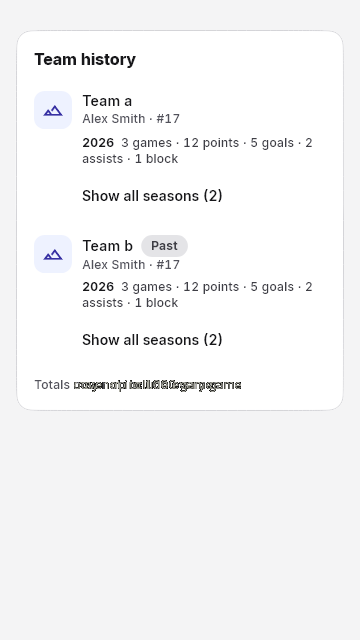 Team history
Team a
Alex Smith · #17
2026 3 games · 12 points · 5 goals · 2
assists · 1 block
Show all seasons (2)
Team b Past
Alex Smith · #17
2026 3 games · 12 points · 5 goals · 2
assists · 1 block
Show all seasons (2)
Totals